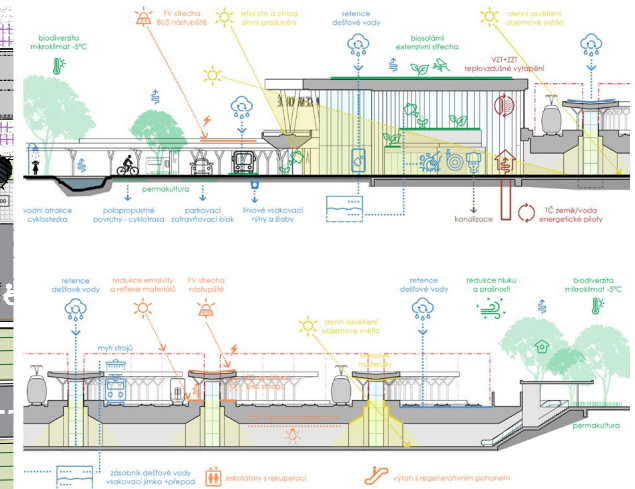 FV střecha
BUS nástupiště
letní stín a chlad
zimní proslunění
retence
dešťové vody
denní osvětlení
objemové světlo
biodiverzita
mikroklimat -5°C
biosolární
extenzivní střecha
VZT+ZZT
teplovzdušné vytápění
permakultura
vodní atrakce
cyklostezka
polopropustné
povrchy - cyklotrasa
parkovací
zatravňovací blok
liniové vsakovací
rýhy a žlaby
kanalizace
TČ země/voda
energetické piloty
retence
dešťové vody
redukce emisivity
a reflexe materiálů
FV střecha
nástupiště
retence
dešťové vody
redukce hluku
a prašnosti
biodiverzita
mikroklimat -5°C
denní osvětlení
objemové světlo
mytí strojů
permakultura
zásobník dešťové vody
vsakovací jímka +přepad
eskalátory s rekuperací
výtah s regenerativním pohonem